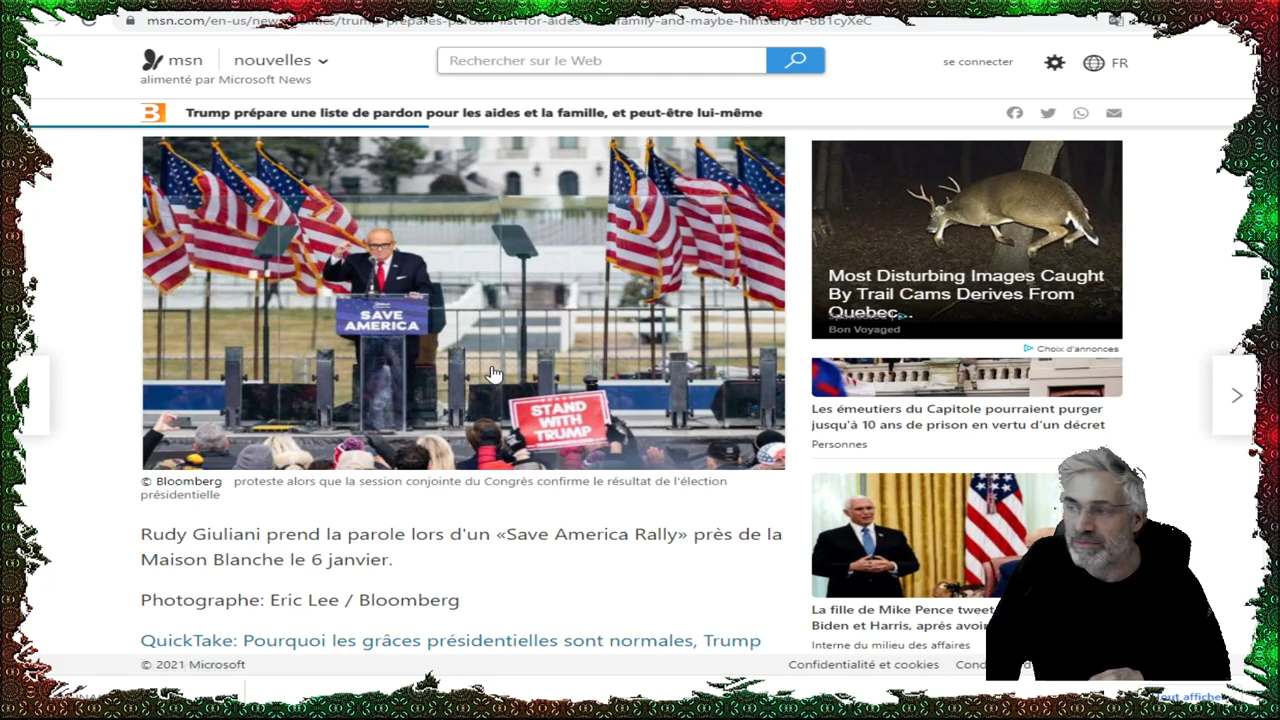 msn.com/en-us/news/politics/trump-prepares-pardon-list-for-aides-and-family-and-maybe-himself/ar-BB1cyXeC
msn
nouvelles
Rechercher sur le Web
se connecter
FR
alimenté par Microsoft News
B
Trump prépare une liste de pardon pour les aides et la famille, et peut-être lui-même
SAVE
AMERICA
STAND
WITH
TRUMP
© Bloomberg proteste alors que la session conjointe du Congrès confirme le résultat de l'élection
présidentielle
Rudy Giuliani prend la parole lors d'un «Save America Rally» près de la
Maison Blanche le 6 janvier.
Photographe: Eric Lee / Bloomberg
QuickTake: Pourquoi les grâces présidentielles sont normales, Trump
Most Disturbing Images Caught
By Trail Cams Derives From
Quebec...
Bon Voyaged
Choix d'annonces
Les émeutiers du Capitole pourraient purger
jusqu'à 10 ans de prison en vertu d'un décret
Personnes
La fille de Mike Pence tweet
Biden et Harris, après avoi
Interne du milieu des affaires
© 2021 Microsoft
Confidentialité et cookies
Tout affiche